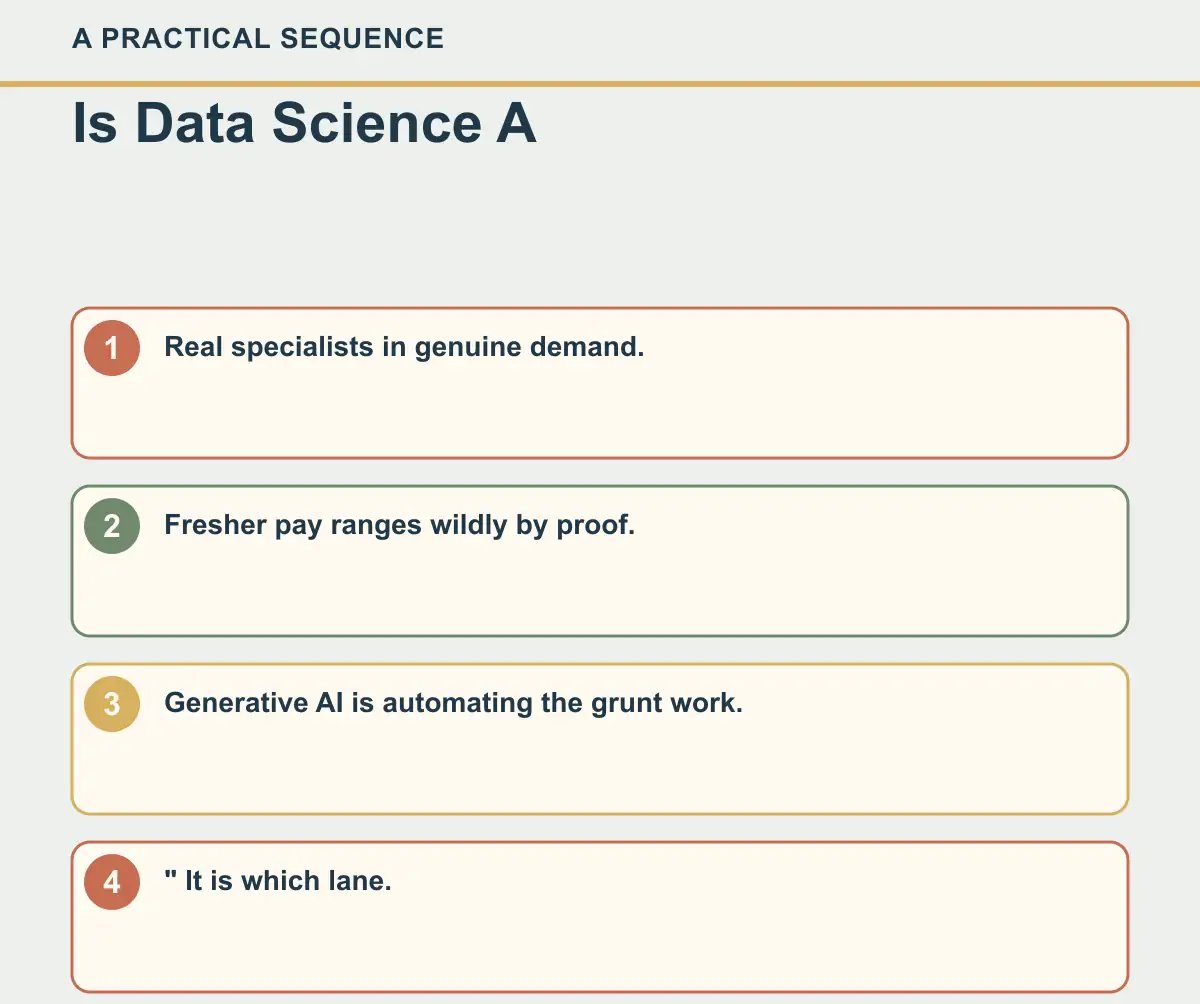 A PRACTICAL SEQUENCE
Is Data Science A
1
Real specialists in genuine demand.
2
Fresher pay ranges wildly by proof.
3
Generative AI is automating the grunt work.
4
" It is which lane.